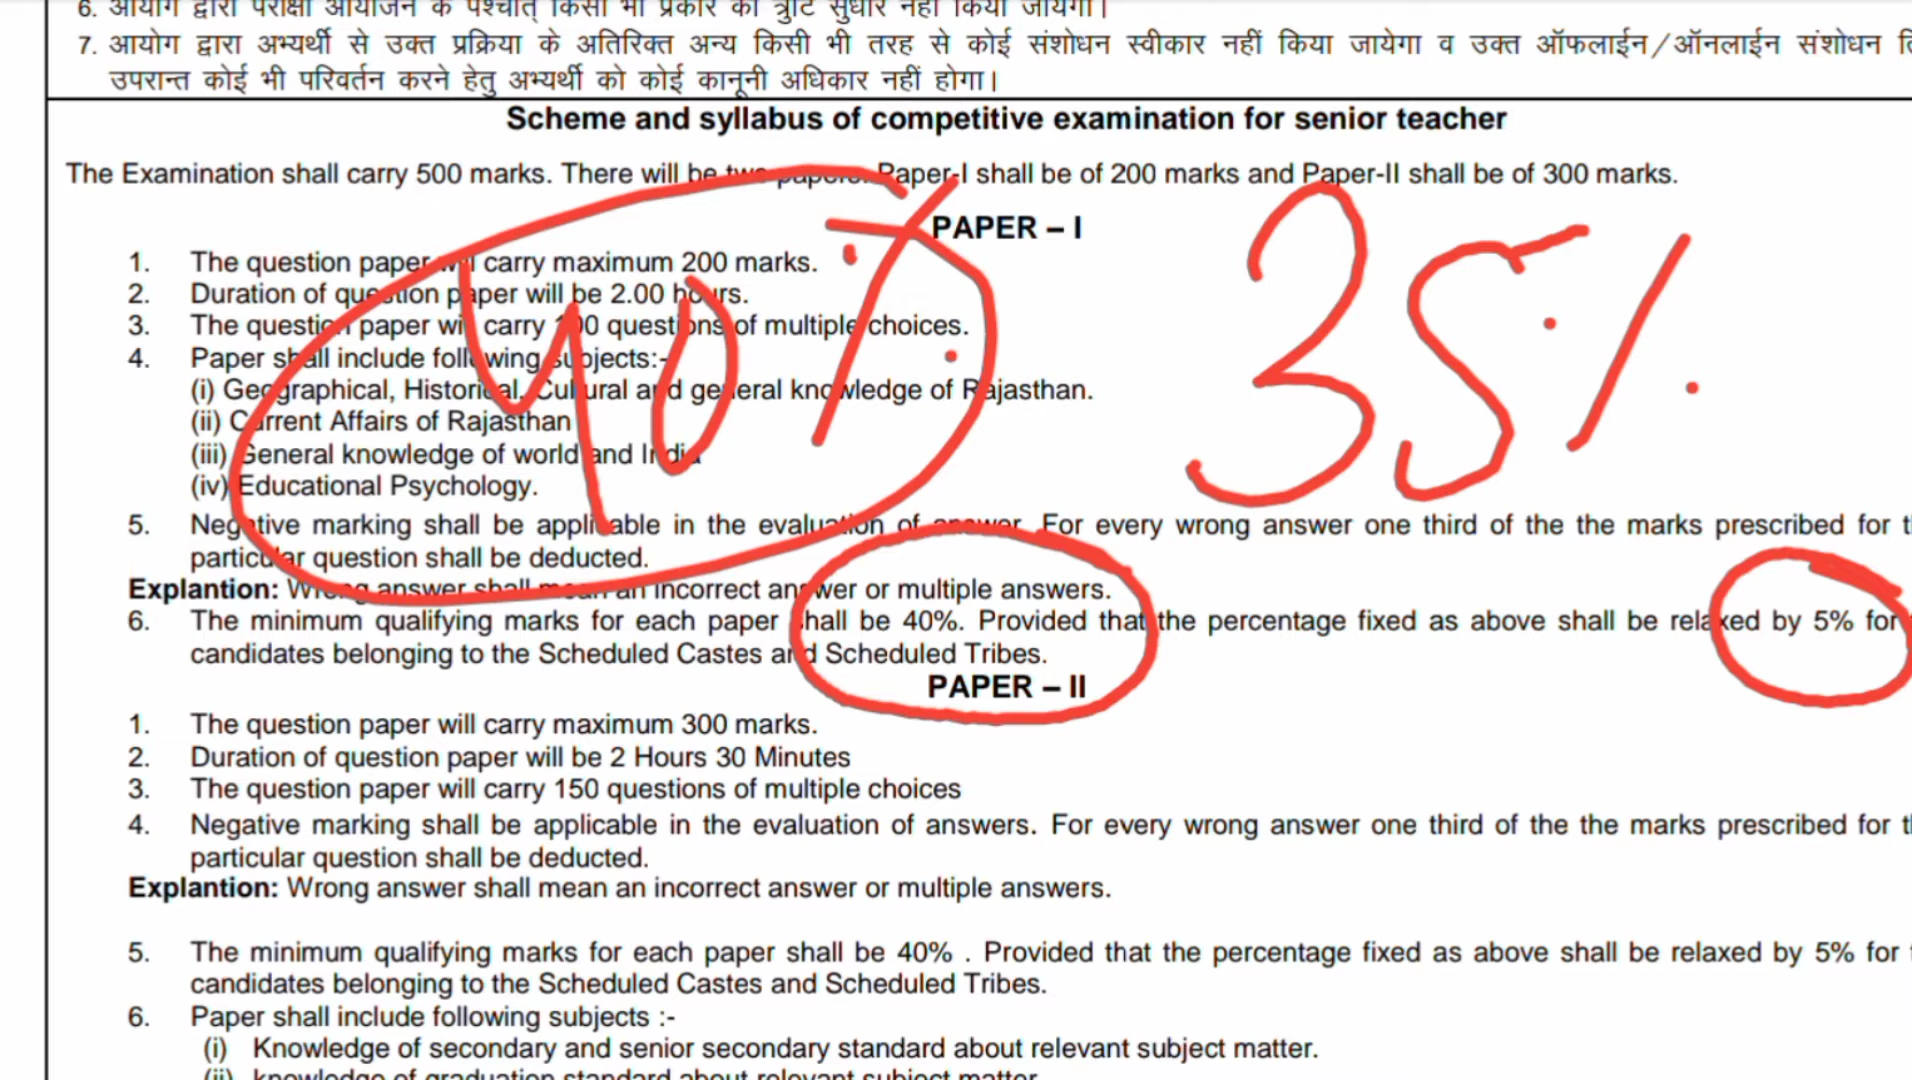 6. आयोग द्वारा परीक्षा आयोजन के पश्चात् किसी भी प्रकार की त्रुटि सुधार नहीं किया जायेगा।
7. आयोग द्वारा अभ्यर्थी से उक्त प्रक्रिया के अतिरिक्त अन्य किसी भी तरह से कोई संशोधन स्वीकार नहीं किया जायेगा व उक्त ऑफलाईन/ऑनलाईन संशोधन
उपरान्त कोई भी परिवर्तन करने हेतु अभ्यर्थी को कोई कानूनी अधिकार नहीं होगा।
Scheme and syllabus of competitive examination for senior teacher
The Examination shall carry 500 marks. There will be two papers. Paper-I shall be of 200 marks and Paper-II shall be of 300 marks.
PAPER – I
1. The question paper will carry maximum 200 marks.
2. Duration of question paper will be 2.00 hours.
3. The question paper will carry 100 questions of multiple choices.
4. Paper shall include following subjects:-
(i) Geographical, Historical, Cultural and general knowledge of Rajasthan.
(ii) Current Affairs of Rajasthan
(iii) General knowledge of world and India
(iv) Educational Psychology.
40%
35%
5. Negative marking shall be applicable in the evaluation of answer. For every wrong answer one third of the the marks prescribed for
particular question shall be deducted.
Explantion: Wrong answer shall mean an incorrect answer or multiple answers.
6. The minimum qualifying marks for each paper shall be 40%. Provided that the percentage fixed as above shall be relaxed by 5% for
candidates belonging to the Scheduled Castes and Scheduled Tribes.
PAPER – II
1. The question paper will carry maximum 300 marks.
2. Duration of question paper will be 2 Hours 30 Minutes
3. The question paper will carry 150 questions of multiple choices
4. Negative marking shall be applicable in the evaluation of answers. For every wrong answer one third of the the marks prescribed for
particular question shall be deducted.
Explantion: Wrong answer shall mean an incorrect answer or multiple answers.
5. The minimum qualifying marks for each paper shall be 40% . Provided that the percentage fixed as above shall be relaxed by 5% for
candidates belonging to the Scheduled Castes and Scheduled Tribes.
6. Paper shall include following subjects :-
(i) Knowledge of secondary and senior secondary standard about relevant subject matter.
(ii) knowledge of graduation standard about relevant subject matter